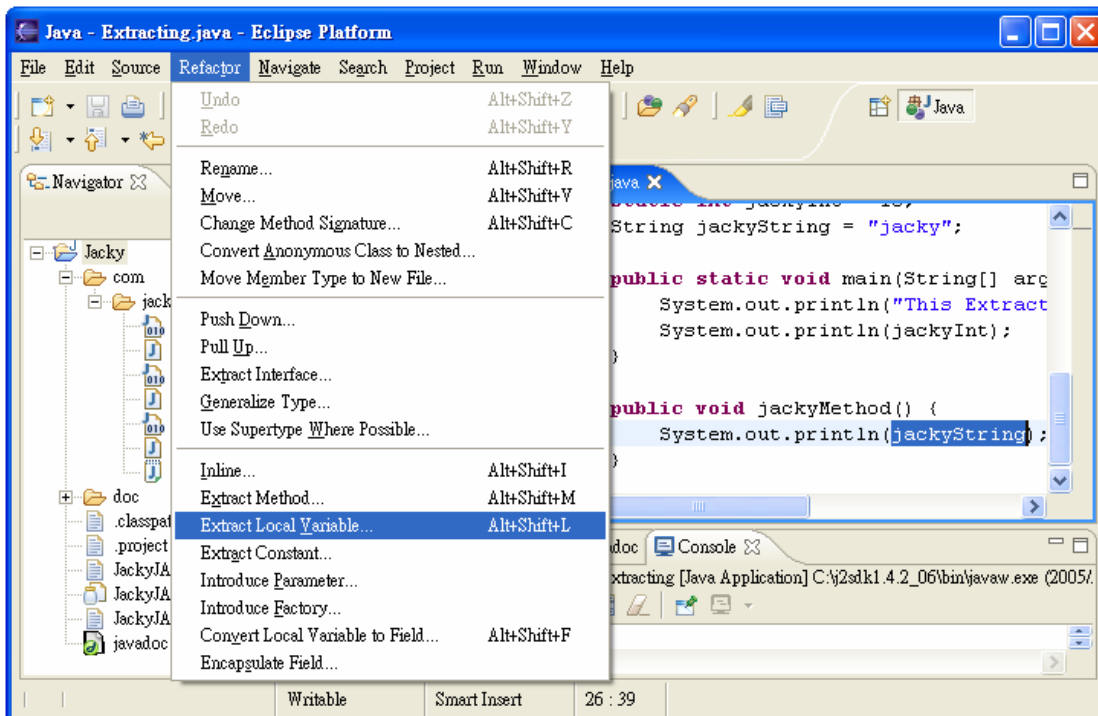 Java - Extracting.java - Eclipse Platform
File Edit Source Refactor Navigate Search Project Run Window Help
Undo Alt+Shift+Z
Redo Alt+Shift+Y
Java
Navigator
Jacky
com
jack
010
J
010
J
010
J
J
doc
.classpat
.project
JackyJA
JackyJA
JackyJA
javadoc
Rename... Alt+Shift+R
Move... Alt+Shift+V
Change Method Signature... Alt+Shift+C
Convert Anonymous Class to Nested...
Move Member Type to New File...
Push Down...
Pull Up...
Extract Interface...
Generalize Type...
Use Supertype Where Possible...
Inline... Alt+Shift+I
Extract Method... Alt+Shift+M
Extract Local Variable... Alt+Shift+L
Extract Constant...
Introduce Parameter...
Introduce Factory...
Convert Local Variable to Field... Alt+Shift+F
Encapsulate Field...
java
String jackyString = "jacky";
public static void main(String[] arg
System.out.println("This Extract
System.out.println(jackyInt);
}
public void jackyMethod() {
System.out.println(jackyString);
}
doc Console
xtracting [Java Application] C:\j2sdk1.4.2_06\bin\javaw.exe (2005/
Writable Smart Insert 26 : 39